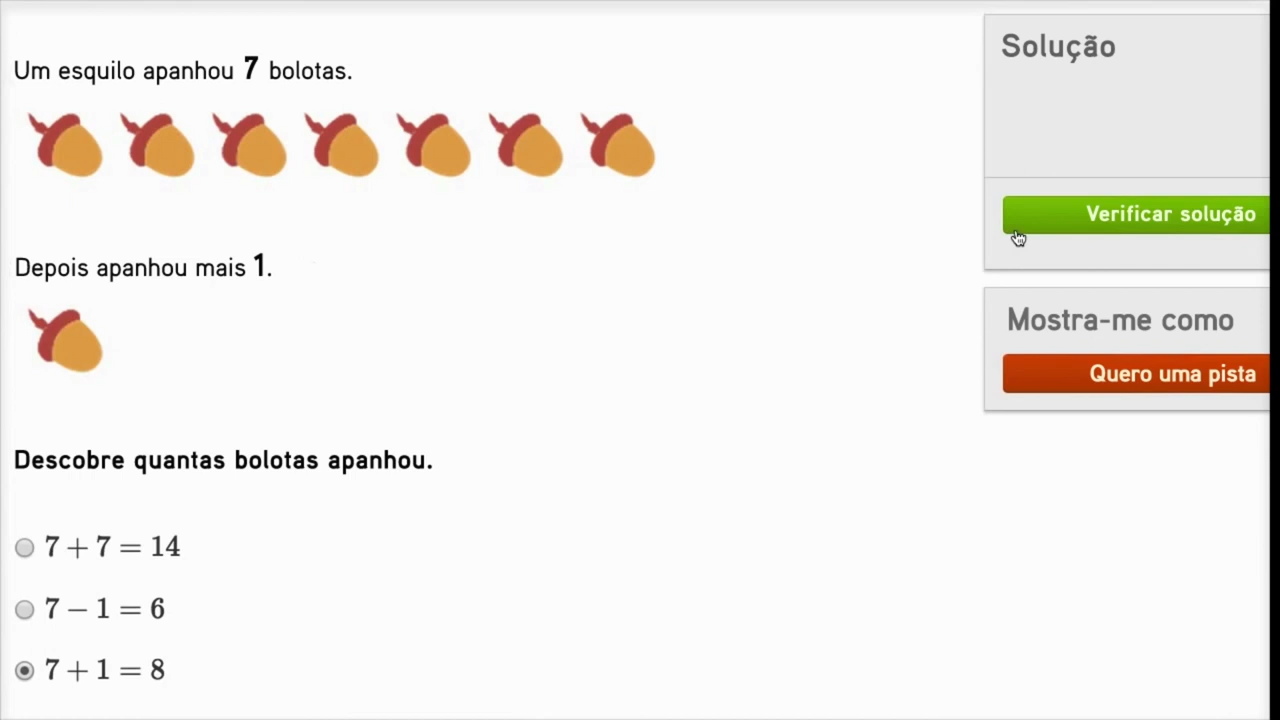 Um esquilo apanhou 7 bolotas.
Depois apanhou mais 1.
Descobre quantas bolotas apanhou.
7 + 7 = 14
7 − 1 = 6
7 + 1 = 8
Solução
Verificar solução
Mostra-me como
Quero uma pista